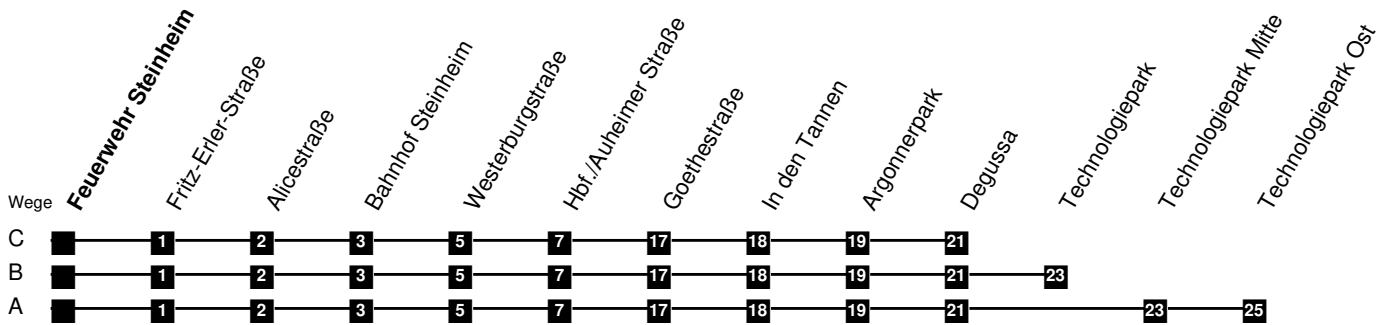 Wege
Feuerwehr Steinheim
Fritz-Erler-Straße
Alicestraße
Bahnhof Steinheim
Westerburgstraße
Hbf./Auheimer Straße
Goethestraße
In den Tannen
Argonnerpark
Degussa
Technologiepark
Technologiepark Mitte
Technologiepark Ost
C 1 2 3 5 7 17 18 19 21
B 1 2 3 5 7 17 18 19 21 23
A 1 2 3 5 7 17 18 19 21 23 25